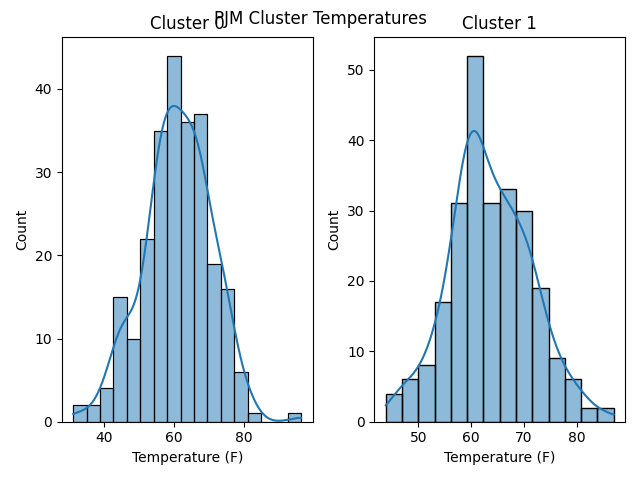 PJM Cluster Temperatures
Cluster 0
Cluster 1
Count
40
30
20
10
0
40 60 80
Temperature (F)
Count
50
40
30
20
10
0
50 60 70 80
Temperature (F)